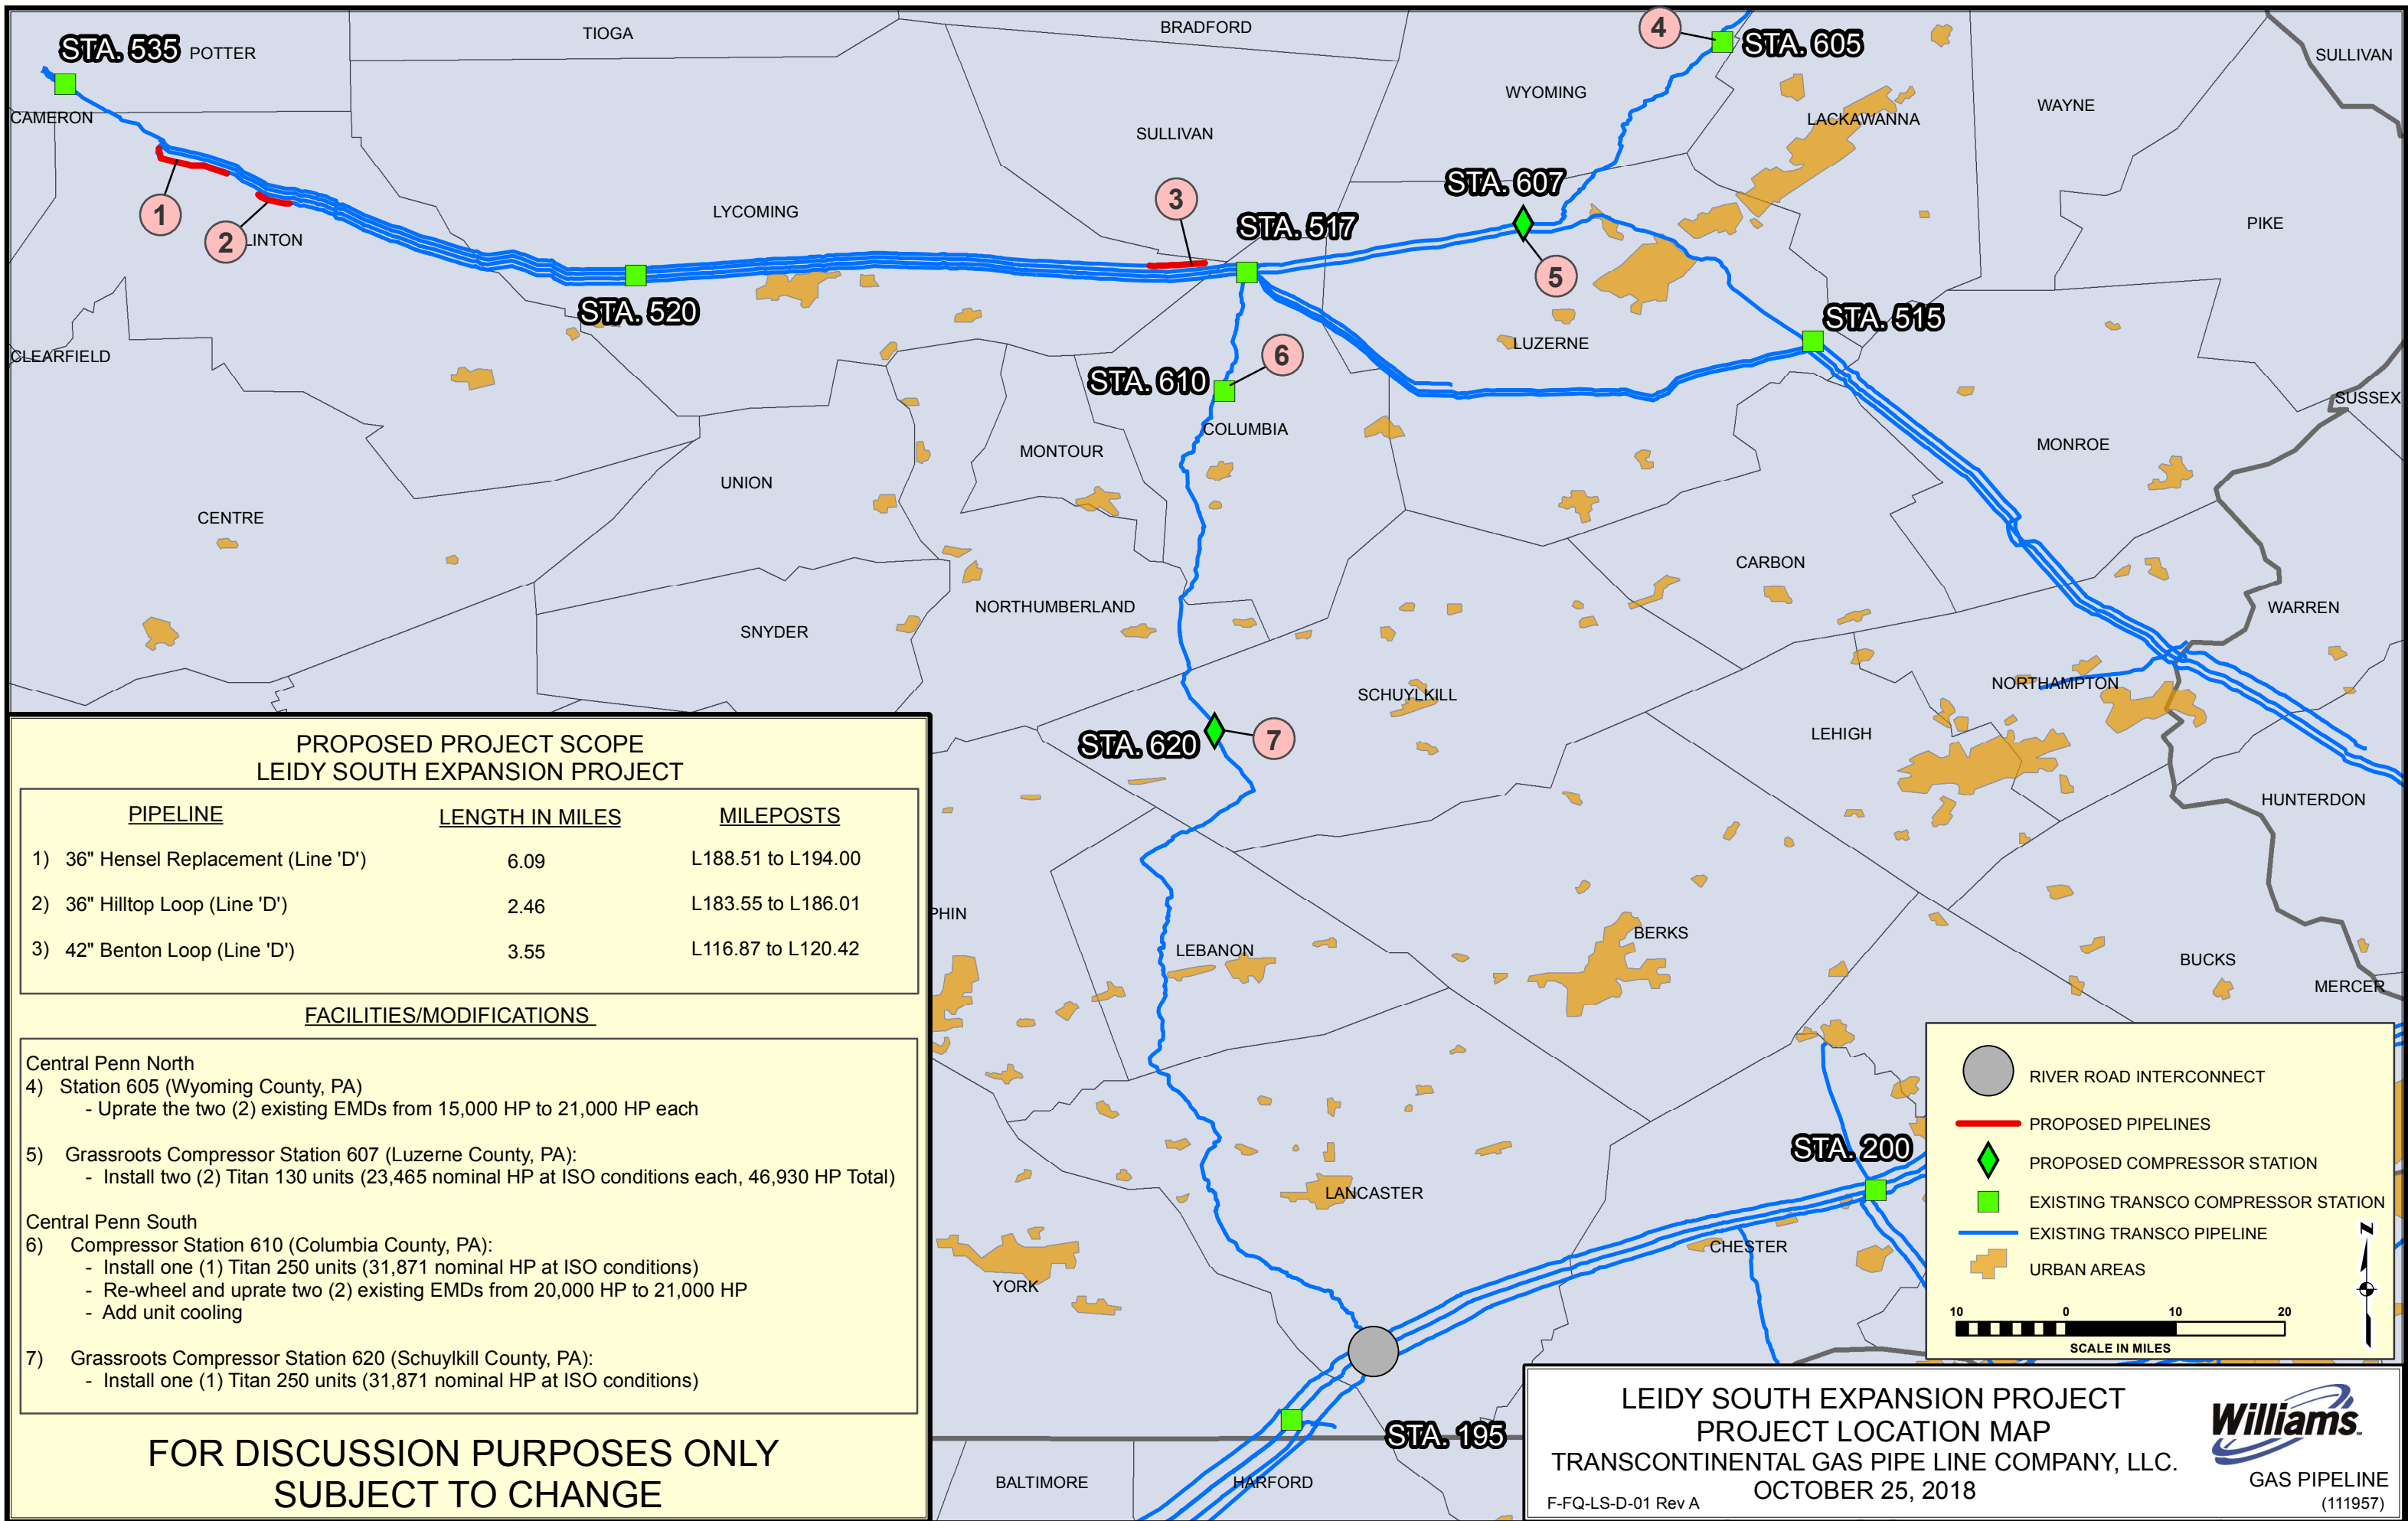 STA. 535
POTTER
TIOGA
BRADFORD
4
STA. 605
SULLIVAN
CAMERON
WYOMING
LACKAWANNA
WAYNE
SULLIVAN
1
2
LINTON
LYCOMING
3
STA. 517
STA. 607
5
PIKE
STA. 520
CLEARFIELD
6
STA. 610
LUZERNE
STA. 515
SUSSEX
COLUMBIA
MONTOUR
MONROE
UNION
CENTRE
CARBON
NORTHUMBERLAND
SNYDER
WARREN
SCHUYLKILL
NORTHAMPTON
STA. 620
7
LEHIGH
HUNTERDON
PHIN
LEBANON
BERKS
BUCKS
MERCER
STA. 200
LANCASTER
CHESTER
YORK
STA. 195
BALTIMORE
HARFORD
PROPOSED PROJECT SCOPE
LEIDY SOUTH EXPANSION PROJECT
PIPELINE LENGTH IN MILES MILEPOSTS
1) 36" Hensel Replacement (Line 'D') 6.09 L188.51 to L194.00
2) 36" Hilltop Loop (Line 'D') 2.46 L183.55 to L186.01
3) 42" Benton Loop (Line 'D') 3.55 L116.87 to L120.42
FACILITIES/MODIFICATIONS
Central Penn North
4) Station 605 (Wyoming County, PA)
- Uprate the two (2) existing EMDs from 15,000 HP to 21,000 HP each
5) Grassroots Compressor Station 607 (Luzerne County, PA):
- Install two (2) Titan 130 units (23,465 nominal HP at ISO conditions each, 46,930 HP Total)
Central Penn South
6) Compressor Station 610 (Columbia County, PA):
- Install one (1) Titan 250 units (31,871 nominal HP at ISO conditions)
- Re-wheel and uprate two (2) existing EMDs from 20,000 HP to 21,000 HP
- Add unit cooling
7) Grassroots Compressor Station 620 (Schuylkill County, PA):
- Install one (1) Titan 250 units (31,871 nominal HP at ISO conditions)
FOR DISCUSSION PURPOSES ONLY
SUBJECT TO CHANGE
RIVER ROAD INTERCONNECT
PROPOSED PIPELINES
PROPOSED COMPRESSOR STATION
EXISTING TRANSCO COMPRESSOR STATION
EXISTING TRANSCO PIPELINE
URBAN AREAS
N
10 0 10 20
SCALE IN MILES
LEIDY SOUTH EXPANSION PROJECT
PROJECT LOCATION MAP
TRANSCONTINENTAL GAS PIPE LINE COMPANY, LLC.
OCTOBER 25, 2018
F-FQ-LS-D-01 Rev A
Williams
GAS PIPELINE
(111957)